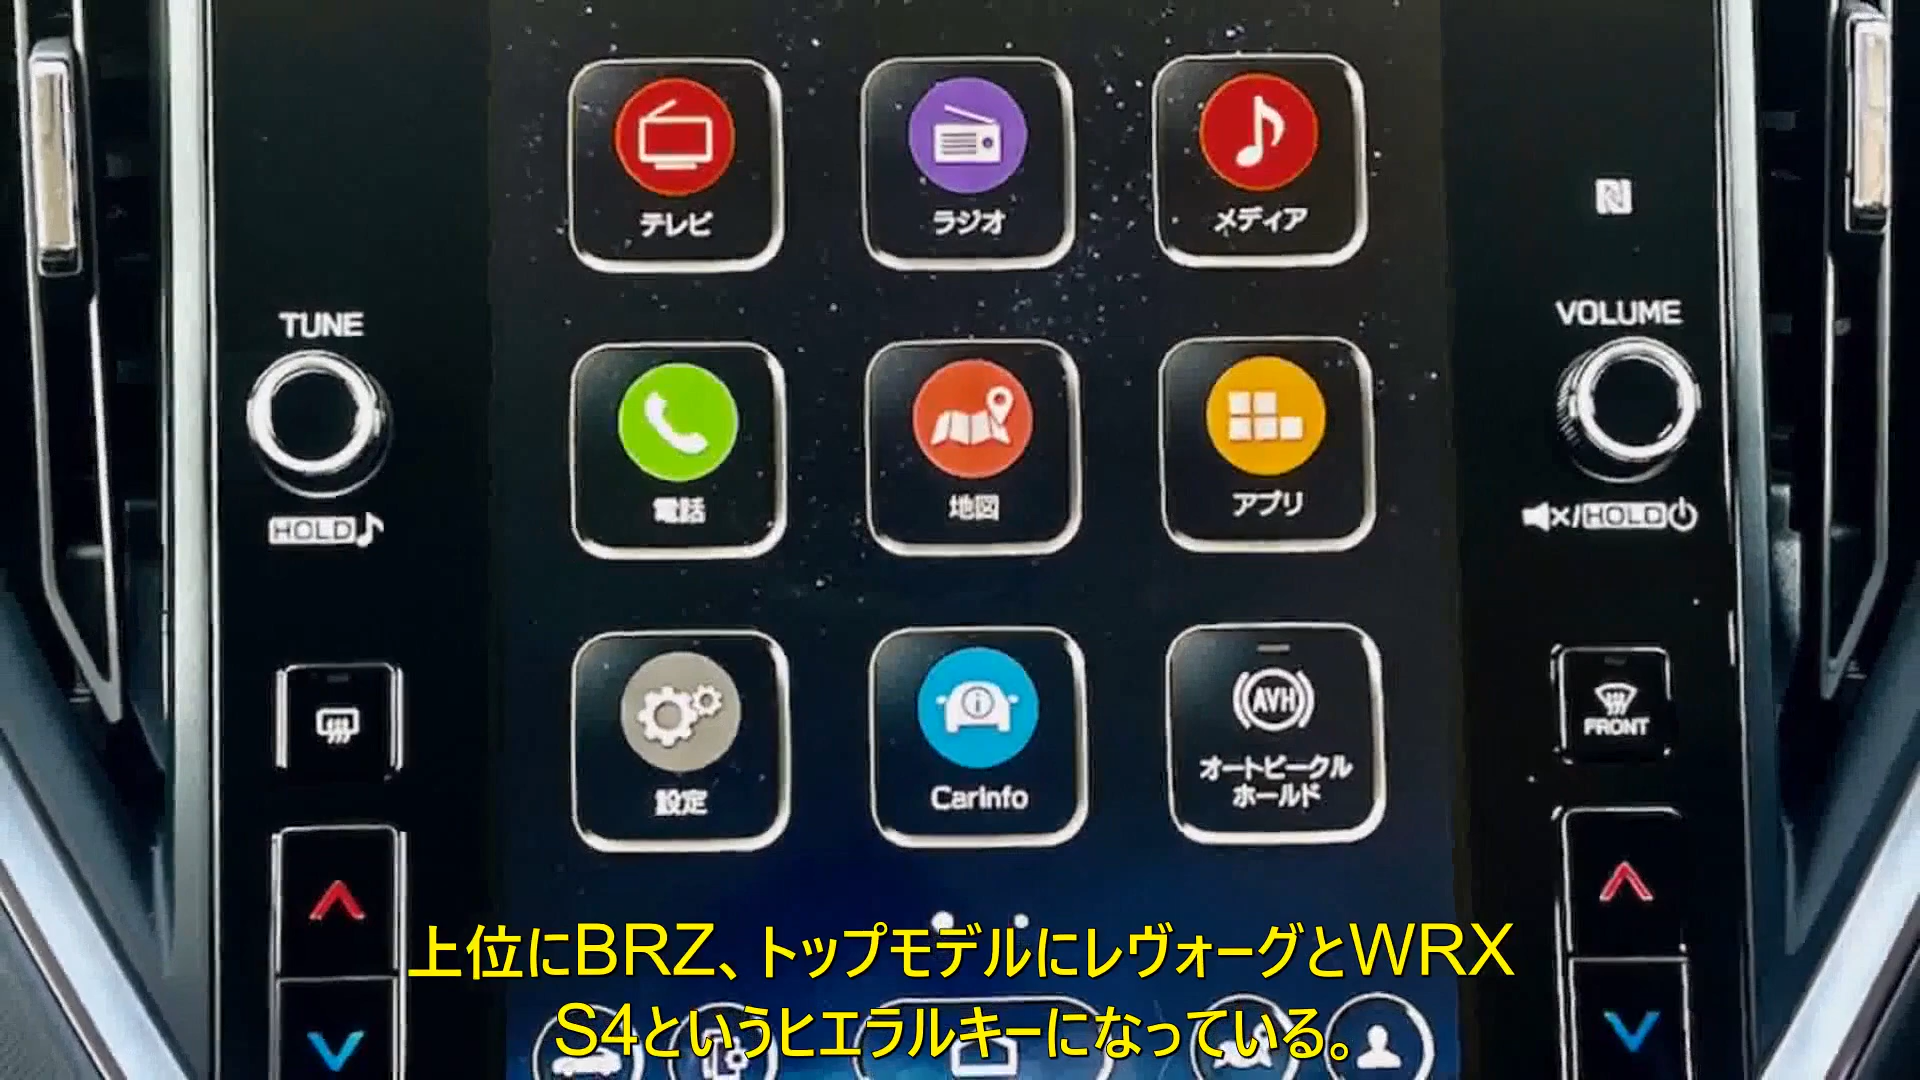 テレビ
ラジオ
メディア
TUNE
VOLUME
電話
地図
アプリ
HOLD
HOLD
AVH
FRONT
設定
CarInfo
オートビークル
ホールド
上位にBRZ、トップモデルにレヴォーグとWRX
S4というヒエラルキーになっている。